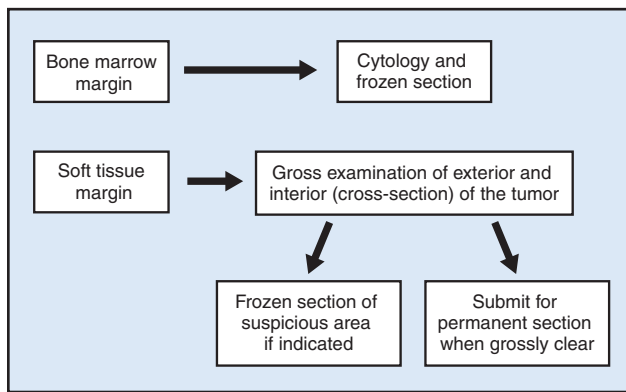 Bone marrow
margin
Cytology and
frozen section
Soft tissue
margin
Gross examination of exterior and
interior (cross-section) of the tumor
Frozen section of
suspicious area
if indicated
Submit for
permanent section
when grossly clear